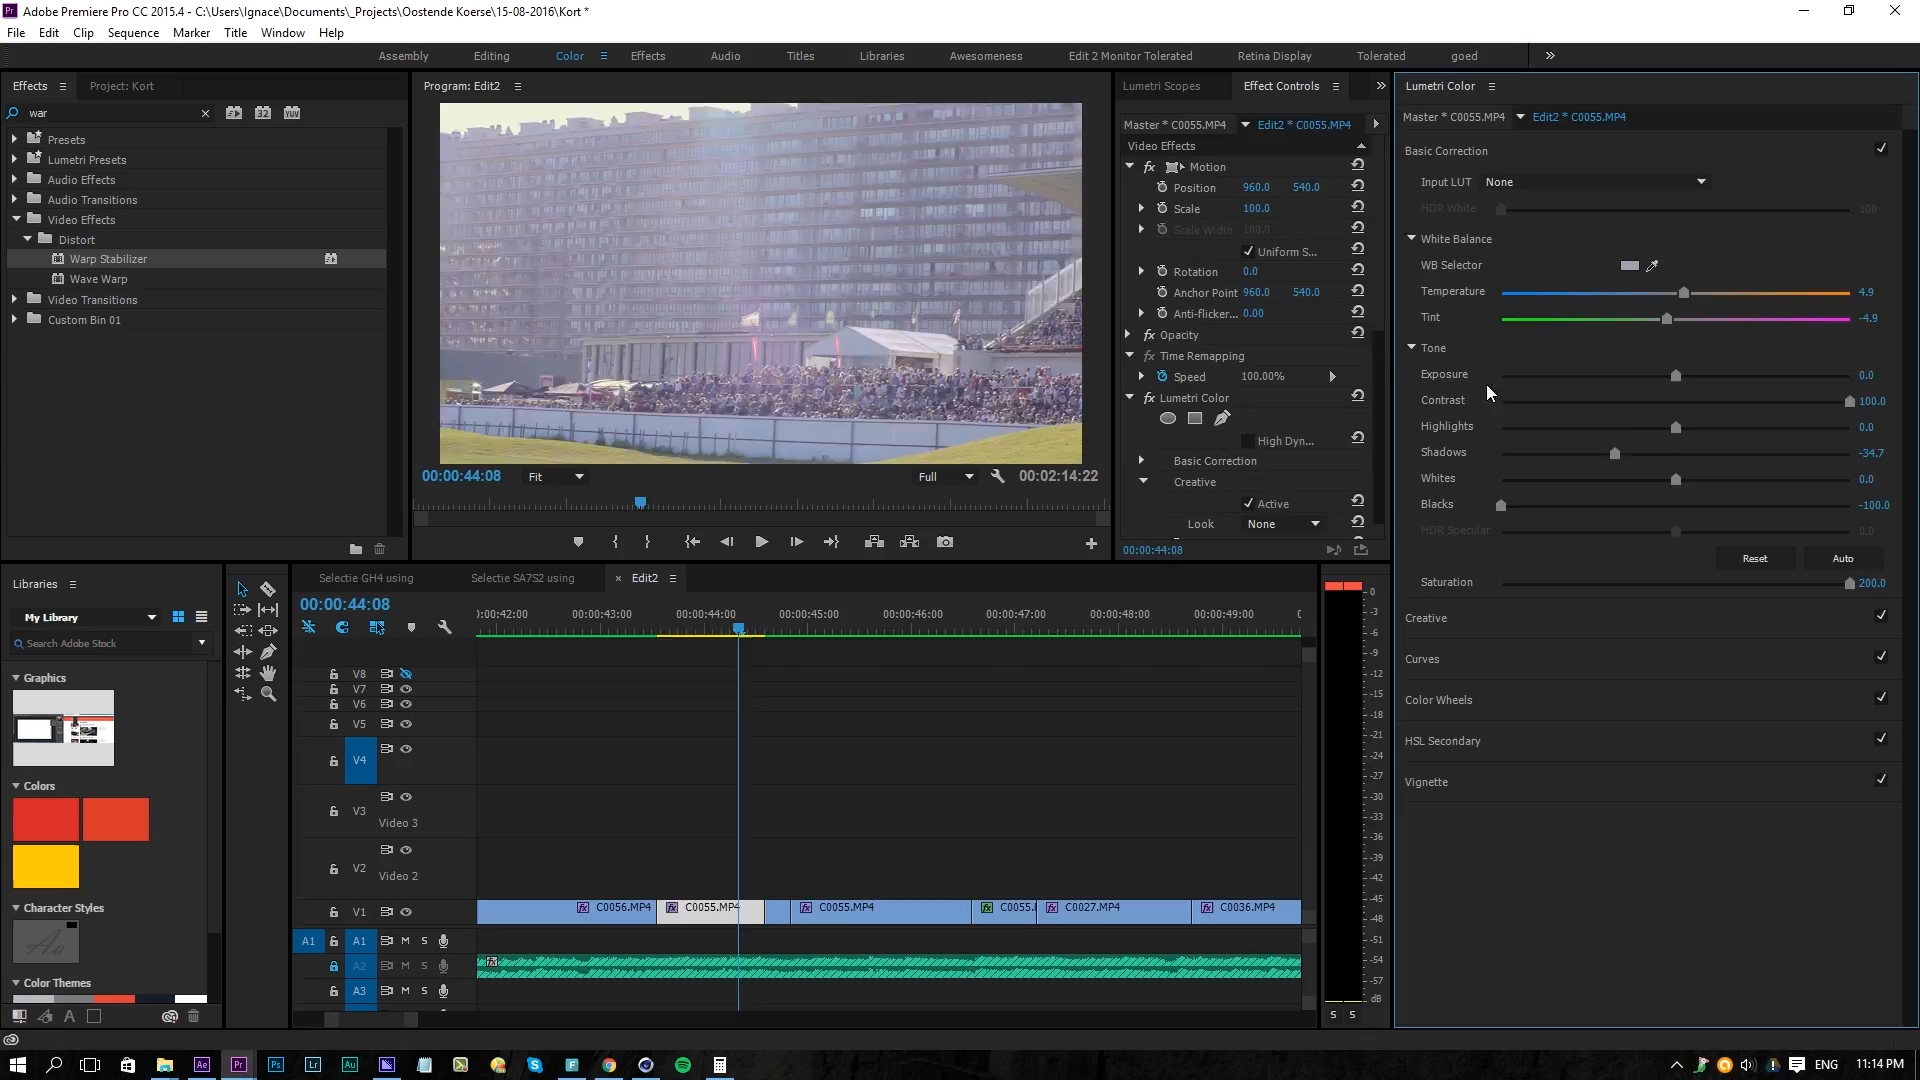 Adobe Premiere Pro CC 2015.4 - C:\Users\Ignace\Documents\_Projects\Oostende Koerse\15-08-2016\Kort *
File Edit Clip Sequence Marker Title Window Help
Assembly Editing Color Effects Audio Titles Libraries Awesomeness Edit 2 Monitor Tolerated Retina Display Tolerated goed
Effects Project: Kort
war
Presets
Lumetri Presets
Audio Effects
Audio Transitions
Video Effects
Distort
Warp Stabilizer
Wave Warp
Video Transitions
Custom Bin 01
Program: Edit2
00:00:44:08 Fit Full 00:02:14:22
Lumetri Scopes Effect Controls
Master * C0055.MP4 Edit2 * C0055.MP4
Video Effects
fx Motion
Position 960.0 540.0
Scale 100.0
Scale Width 100.0
Uniform S...
Rotation 0.0
Anchor Point 960.0 540.0
Anti-flicker... 0.00
fx Opacity
fx Time Remapping
Speed 100.00%
fx Lumetri Color
High Dyn...
Basic Correction
Creative
Active
Look None
00:00:44:08
Lumetri Color
Master * C0055.MP4 Edit2 * C0055.MP4
Basic Correction
Input LUT None
HDR White 100
White Balance
WB Selector
Temperature 4.9
Tint -4.9
Tone
Exposure 0.0
Contrast 100.0
Highlights 0.0
Shadows -34.7
Whites 0.0
Blacks -100.0
HDR Specular 0.0
Reset Auto
Saturation 200.0
Creative
Curves
Color Wheels
HSL Secondary
Vignette
Libraries
My Library
Search Adobe Stock
Graphics
Colors
Character Styles
Color Themes
Selectie GH4 using Selectie SA7S2 using × Edit2
00:00:44:08
00:00:42:00 00:00:43:00 00:00:44:00 00:00:45:00 00:00:46:00 00:00:47:00 00:00:48:00 00:00:49:00
V8
V7
V6
V5
V4
V3
Video 3
V2
Video 2
V1 fx C0056.MP4 fx C0055.MP4 fx C0055.MP4 fx C0055.M fx C0027.MP4 fx C0036.MP4
A1 A1 M S
A2 M S
A3 M S
0
-3
-6
-9
-12
-15
-18
-21
-24
-27
-30
-33
-36
-39
-42
-45
-48
-51
-54
-57
dB
S S
Ae Pr Ps Lr Au
ENG 11:14 PM